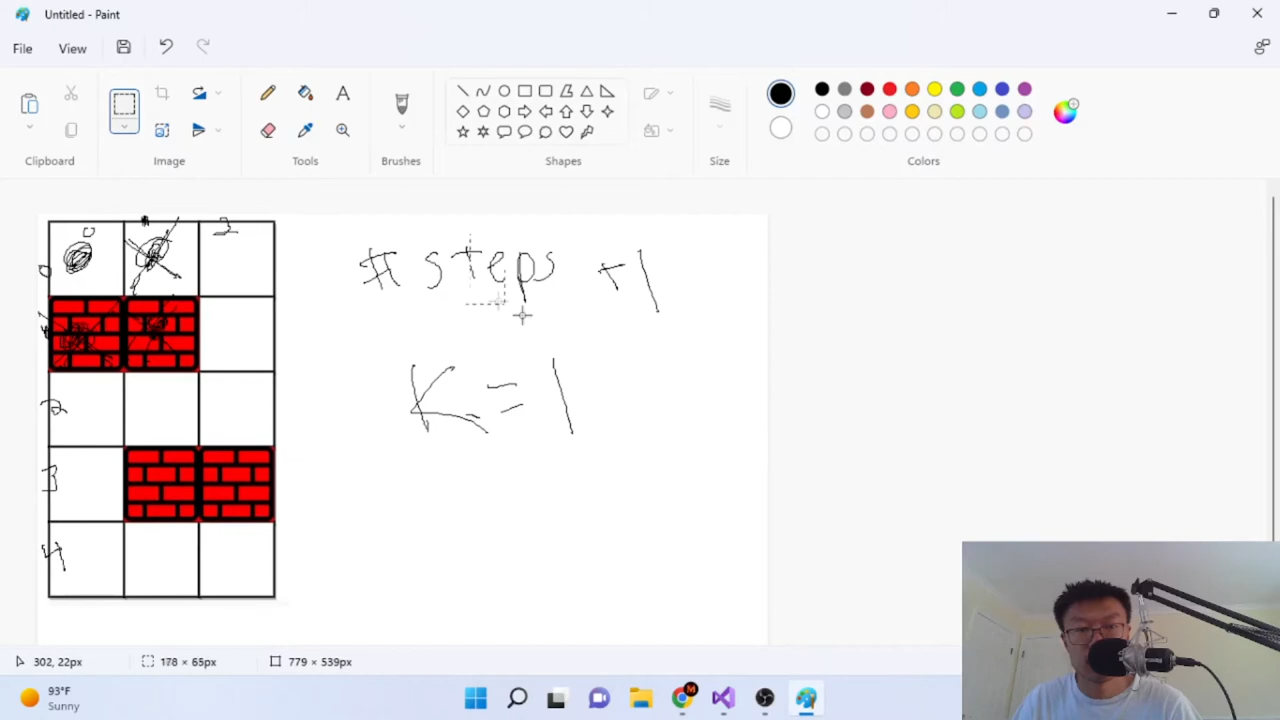 Untitled - Paint
File View
Clipboard Image Tools Brushes Shapes Size Colors
0 2
0
# steps +1
K=1
2
3
4
302, 22px 178 × 65px 779 × 539px
93°F
Sunny